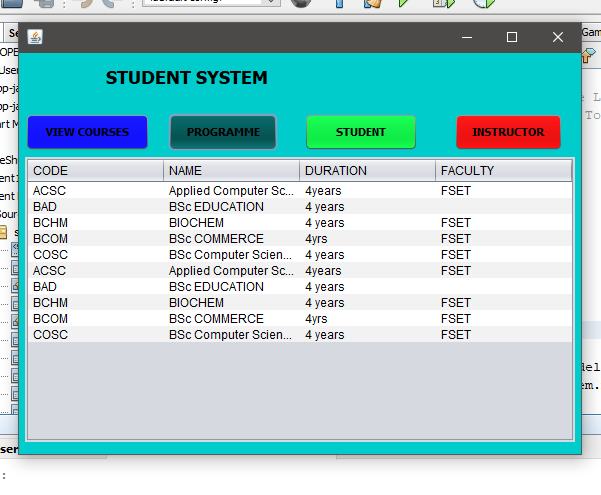 (default config)
Se
STUDENT SYSTEM
VIEW COURSES PROGRAMME STUDENT INSTRUCTOR
CODE NAME DURATION FACULTY
ACSC Applied Computer Sc... 4years FSET
BAD BSc EDUCATION 4 years
BCHM BIOCHEM 4 years FSET
BCOM BSc COMMERCE 4yrs FSET
COSC BSc Computer Scien... 4 years FSET
ACSC Applied Computer Sc... 4years FSET
BAD BSc EDUCATION 4 years
BCHM BIOCHEM 4 years FSET
BCOM BSc COMMERCE 4yrs FSET
COSC BSc Computer Scien... 4 years FSET